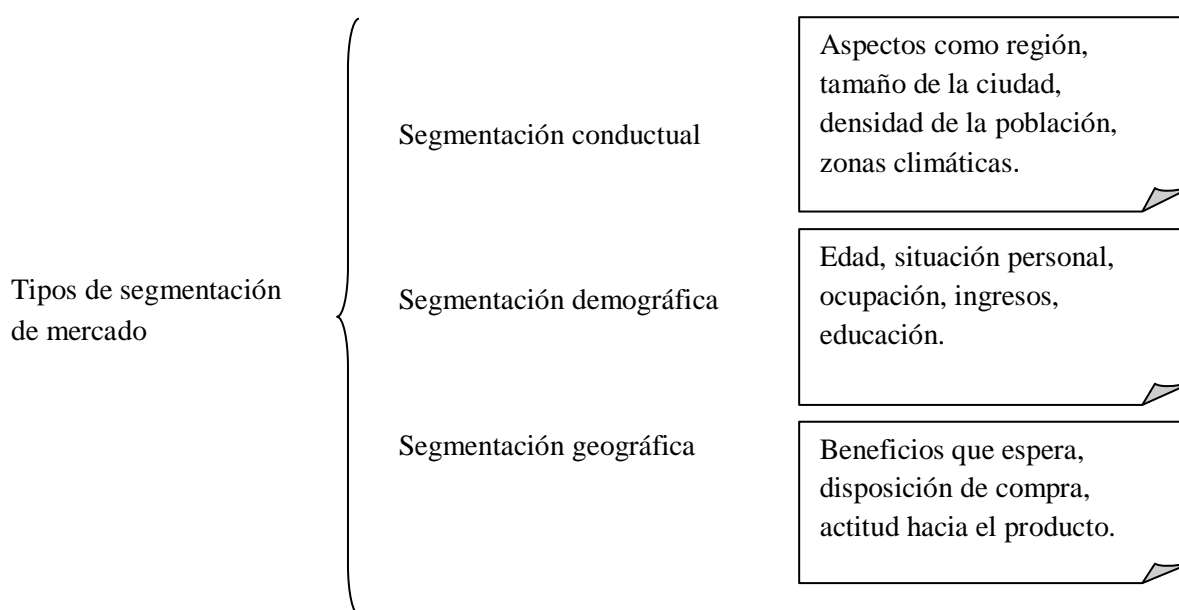 Tipos de segmentación
de mercado
Segmentación conductual
Aspectos como región,
tamaño de la ciudad,
densidad de la población,
zonas climáticas.
Segmentación demográfica
Edad, situación personal,
ocupación, ingresos,
educación.
Segmentación geográfica
Beneficios que espera,
disposición de compra,
actitud hacia el producto.